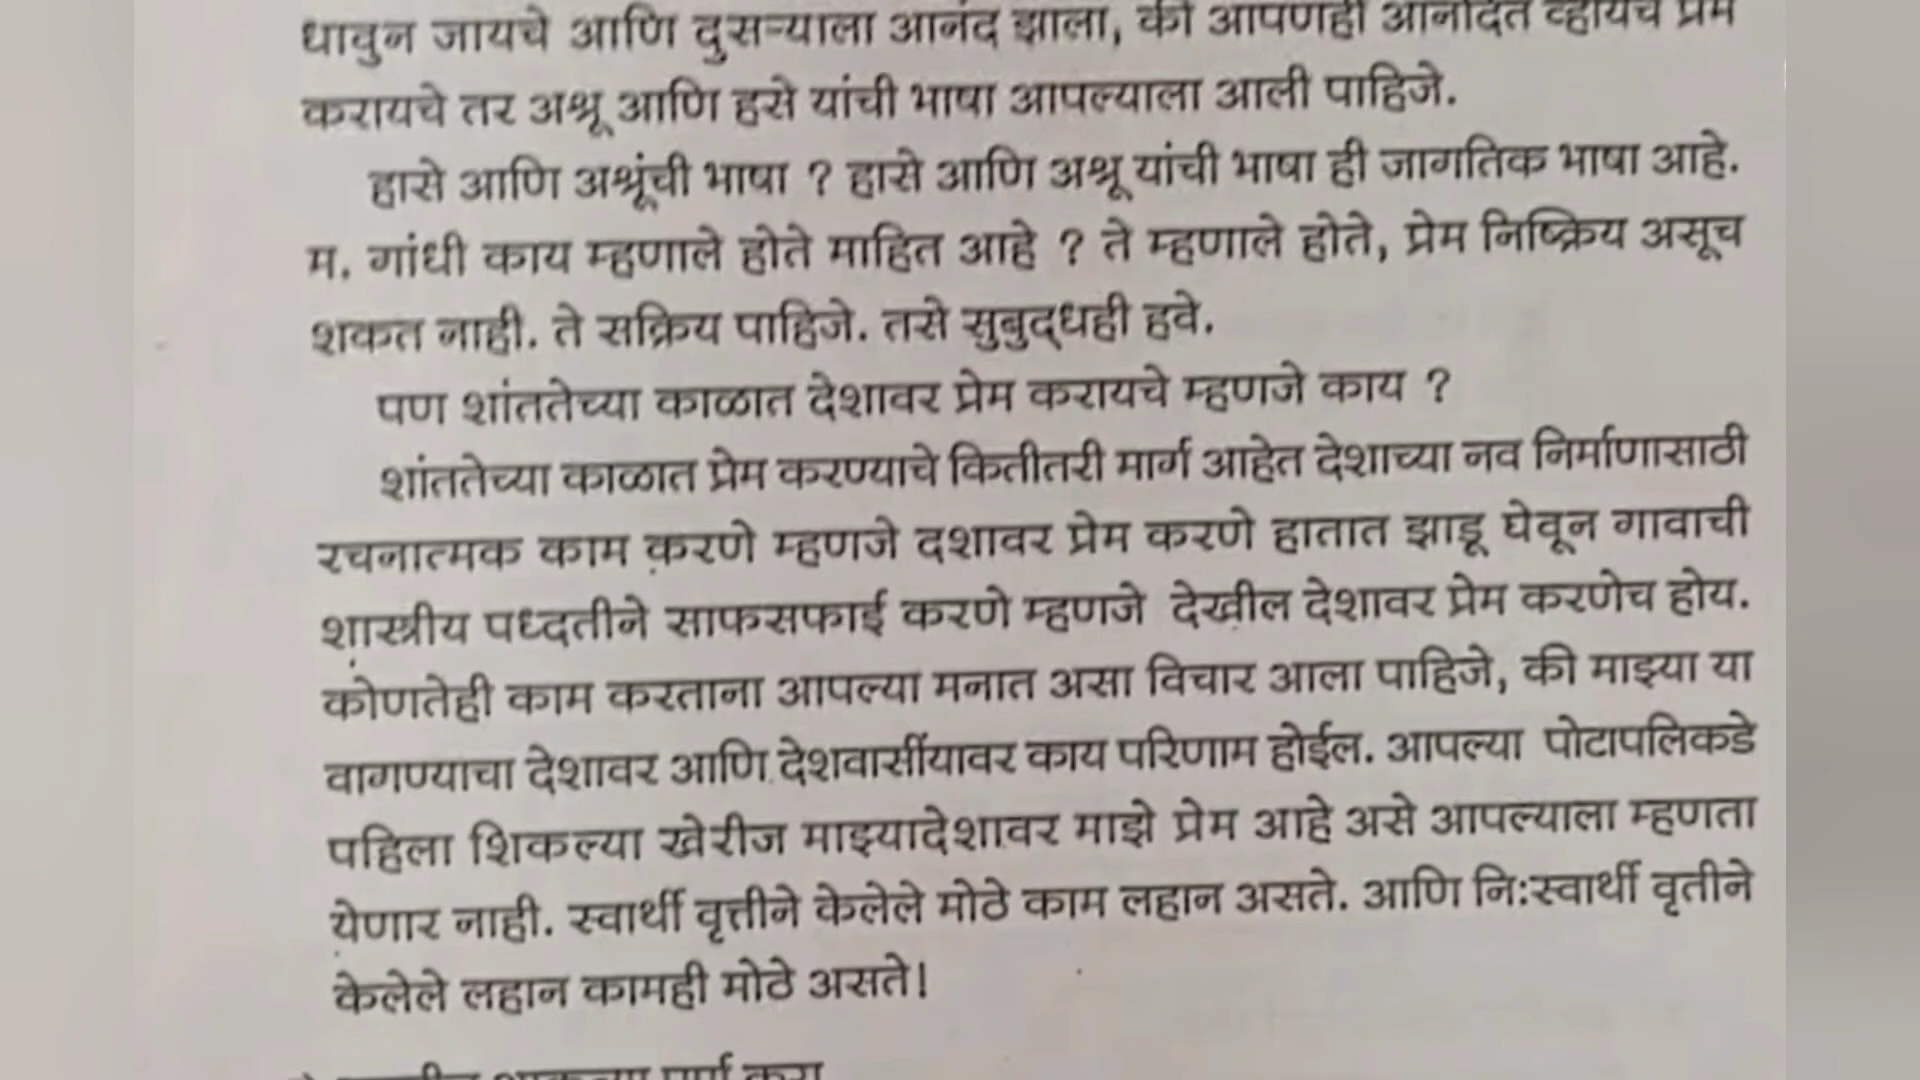 धावुन जायचे आणि दुसऱ्याला आनंद झाला, की आपणही आनंदित व्हायचे प्रेम
करायचे तर अश्रू आणि हसे यांची भाषा आपल्याला आली पाहिजे.
हासे आणि अश्रूंची भाषा ? हासे आणि अश्रू यांची भाषा ही जागतिक भाषा आहे.
म. गांधी काय म्हणाले होते माहित आहे ? ते म्हणाले होते, प्रेम निष्क्रिय असूच
शकत नाही. ते सक्रिय पाहिजे. तसे सुबुद्धही हवे.
पण शांततेच्या काळात देशावर प्रेम करायचे म्हणजे काय ?
शांततेच्या काळात प्रेम करण्याचे कितीतरी मार्ग आहेत देशाच्या नव निर्माणासाठी
रचनात्मक काम करणे म्हणजे दशावर प्रेम करणे हातात झाडू घेवून गावाची
शास्त्रीय पध्दतीने साफसफाई करणे म्हणजे देखील देशावर प्रेम करणेच होय.
कोणतेही काम करताना आपल्या मनात असा विचार आला पाहिजे, की माझ्या या
वागण्याचा देशावर आणि देशवार्सीयावर काय परिणाम होईल. आपल्या पोटापलिकडे
पहिला शिकल्या खेरीज माझ्यादेशावर माझे प्रेम आहे असे आपल्याला म्हणता
येणार नाही. स्वार्थी वृत्तीने केलेले मोठे काम लहान असते. आणि नि:स्वार्थी वृतीने
केलेले लहान कामही मोठे असते।